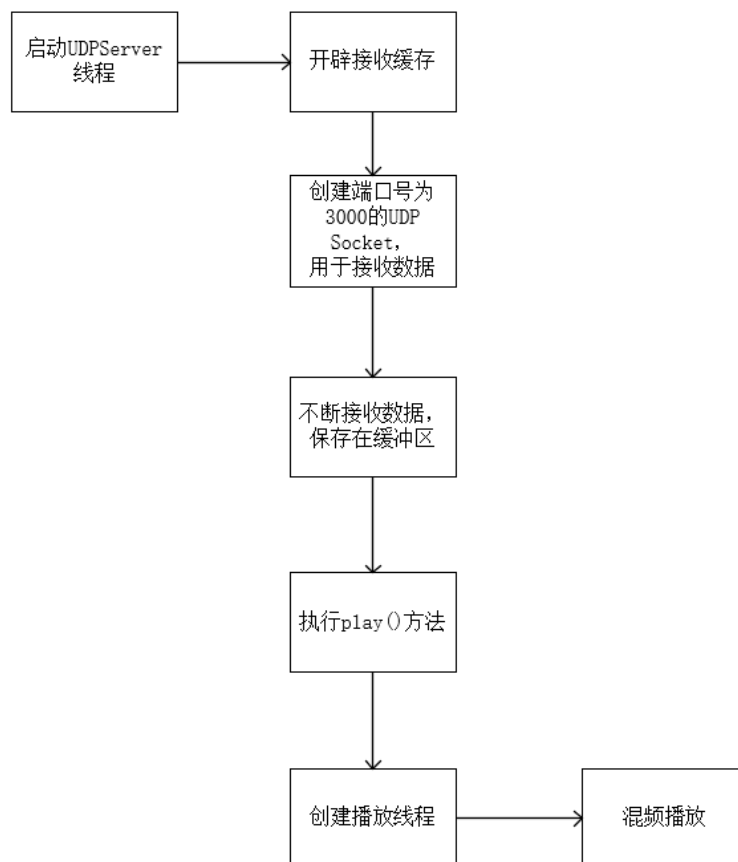 启动UDPServer
线程
开辟接收缓存
创建端口号为
3000的UDP
Socket，
用于接收数据
不断接收数据，
保存在缓冲区
执行play()方法
创建播放线程
混频播放